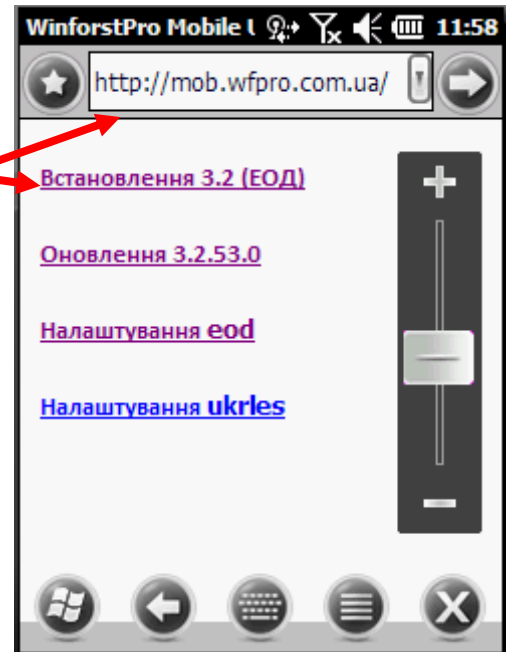 WinforstPro Mobile U 11:58
http://mob.wfpro.com.ua/
Встановлення 3.2 (ЕОД)
Оновлення 3.2.53.0
Налаштування eod
Налаштування ukrles